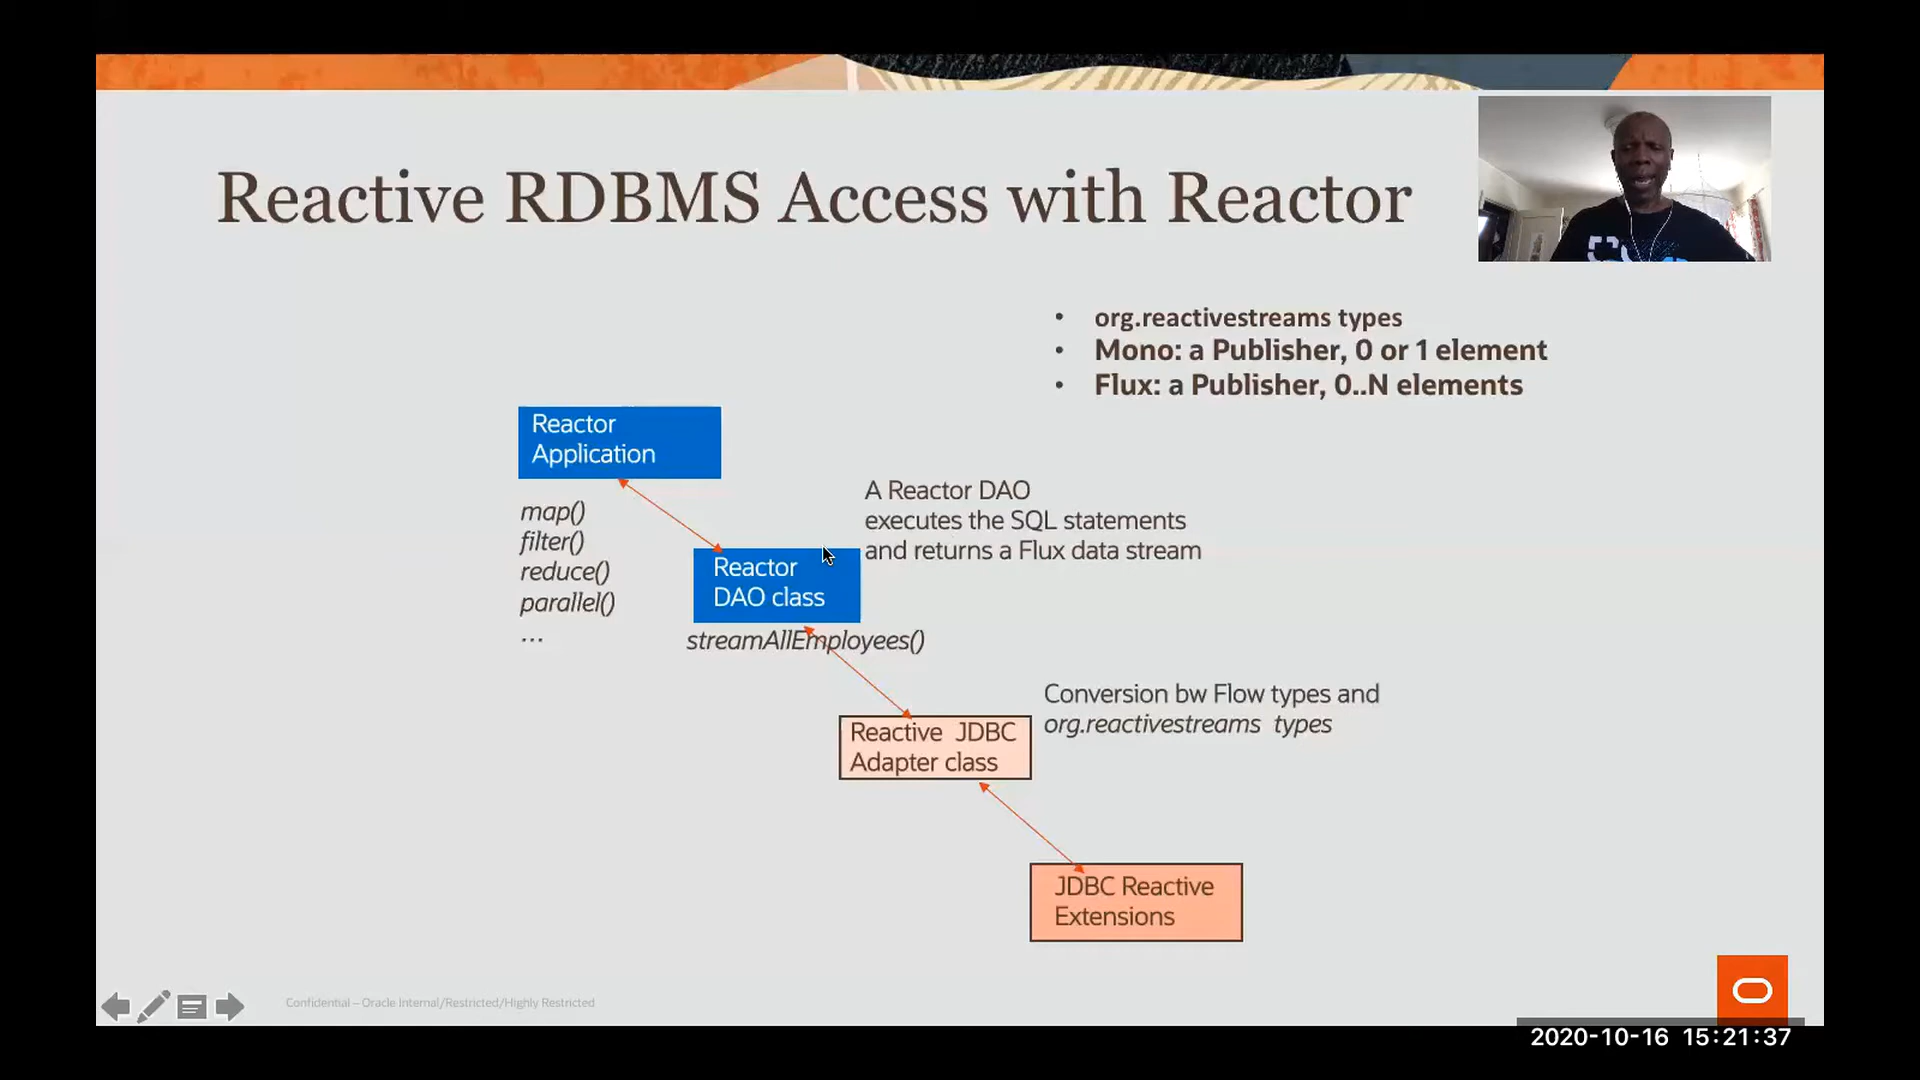 Reactive RDBMS Access with Reactor
• org.reactivestreams types
• Mono: a Publisher, 0 or 1 element
• Flux: a Publisher, 0..N elements
Reactor
Application
map()
filter()
reduce()
parallel()
...
A Reactor DAO
executes the SQL statements
and returns a Flux data stream
Reactor
DAO class
streamAllEmployees()
Conversion bw Flow types and
org.reactivestreams types
Reactive JDBC
Adapter class
JDBC Reactive
Extensions
Confidential – Oracle Internal/Restricted/Highly Restricted
2020-10-16 15:21:37